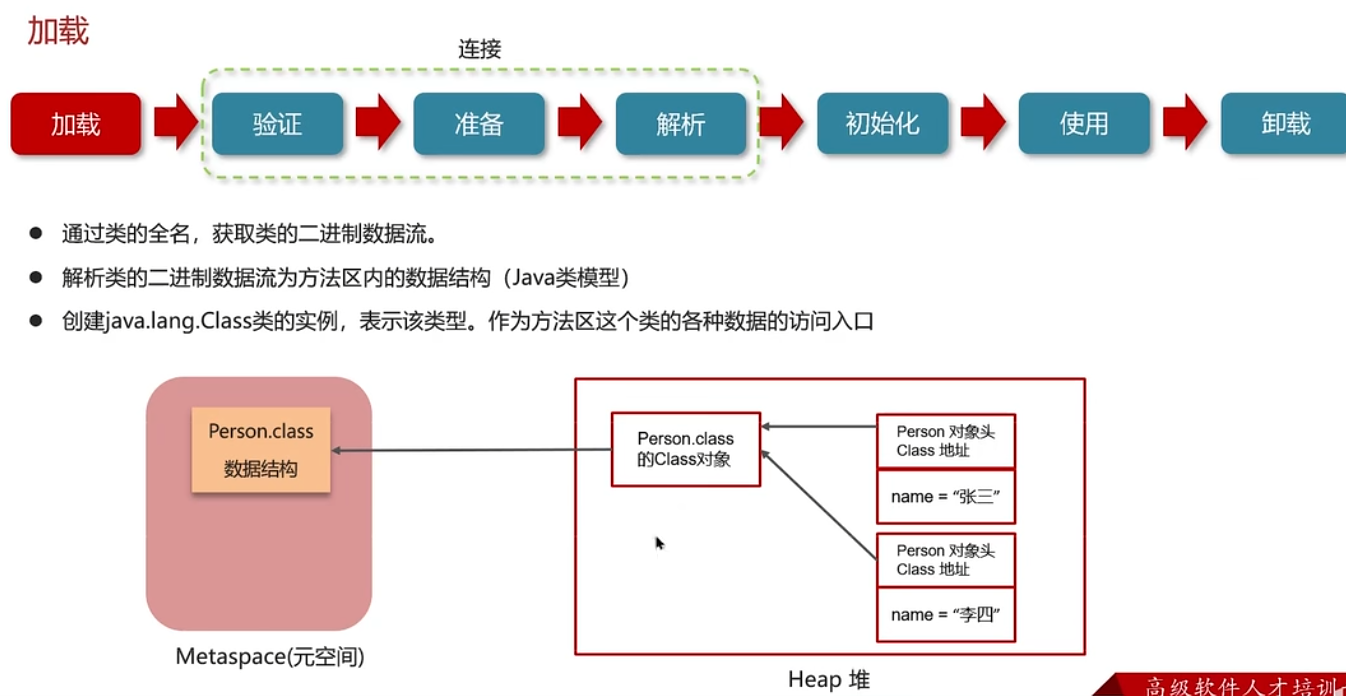 加载
连接
加载
验证
准备
解析
初始化
使用
卸载
● 通过类的全名，获取类的二进制数据流。
● 解析类的二进制数据流为方法区内的数据结构（Java类模型）
● 创建java.lang.Class类的实例，表示该类型。作为方法区这个类的各种数据的访问入口
Person.class
数据结构
Metaspace(元空间)
Person.class
的Class对象
Person 对象头
Class 地址
name = “张三”
Person 对象头
Class 地址
name = “李四”
Heap 堆
高级软件人才培训